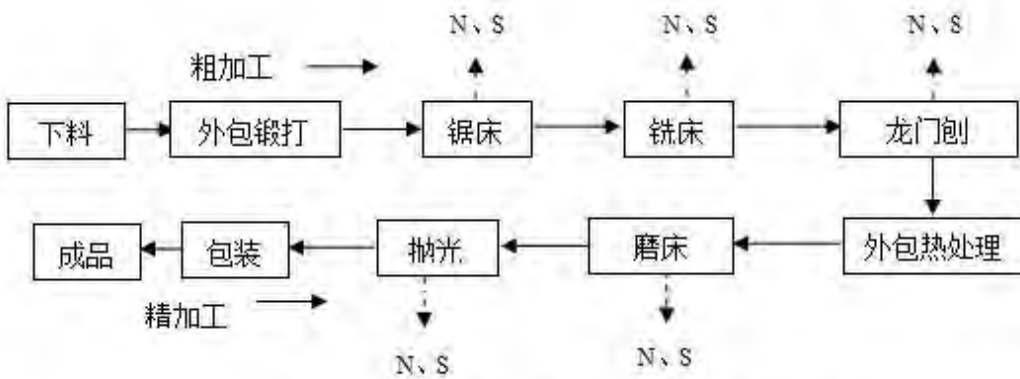 N、S
N、S
N、S
粗加工
下料
外包锻打
锯床
铣床
龙门刨
成品
包装
抛光
磨床
外包热处理
精加工
N、S
N、S